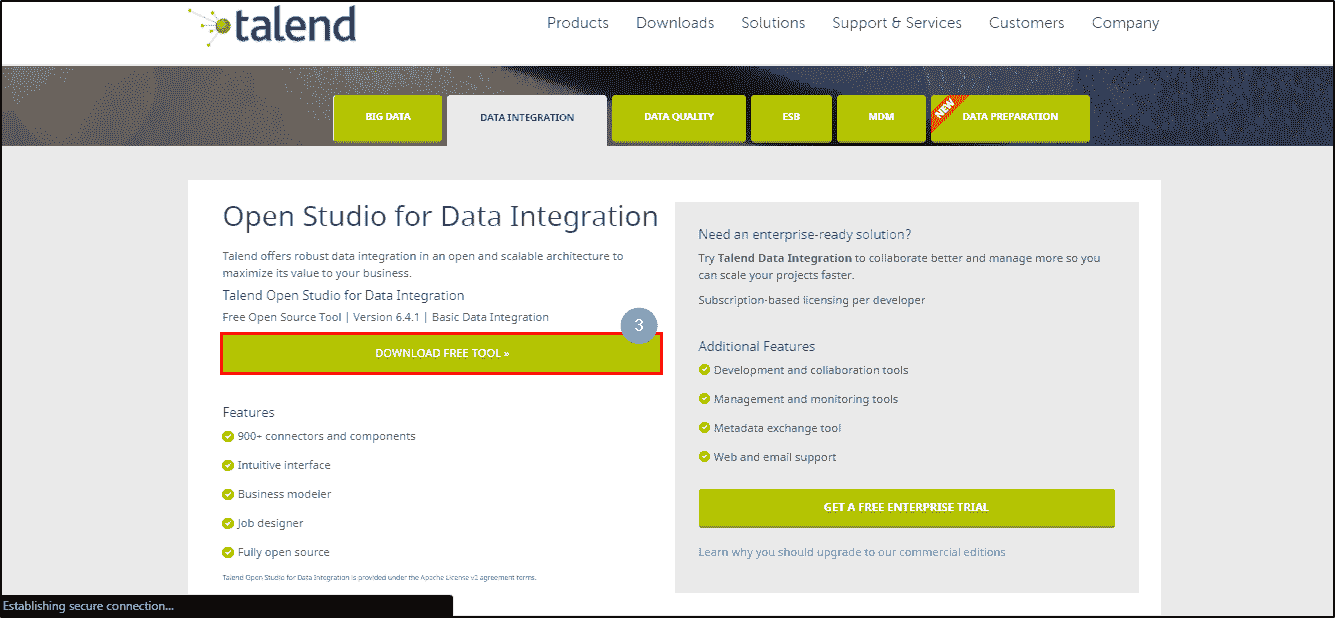 talend
Products Downloads Solutions Support & Services Customers Company
BIG DATA DATA INTEGRATION DATA QUALITY ESB MDM NEW DATA PREPARATION
Open Studio for Data Integration
Talend offers robust data integration in an open and scalable architecture to
maximize its value to your business.
Talend Open Studio for Data Integration
Free Open Source Tool | Version 6.4.1 | Basic Data Integration
3
DOWNLOAD FREE TOOL »
Features
900+ connectors and components
Intuitive interface
Business modeler
Job designer
Fully open source
Talend Open Studio for Data Integration is provided under the Apache License v2 agreement terms.
Need an enterprise-ready solution?
Try Talend Data Integration to collaborate better and manage more so you
can scale your projects faster.
Subscription-based licensing per developer
Additional Features
Development and collaboration tools
Management and monitoring tools
Metadata exchange tool
Web and email support
GET A FREE ENTERPRISE TRIAL
Learn why you should upgrade to our commercial editions
Establishing secure connection...